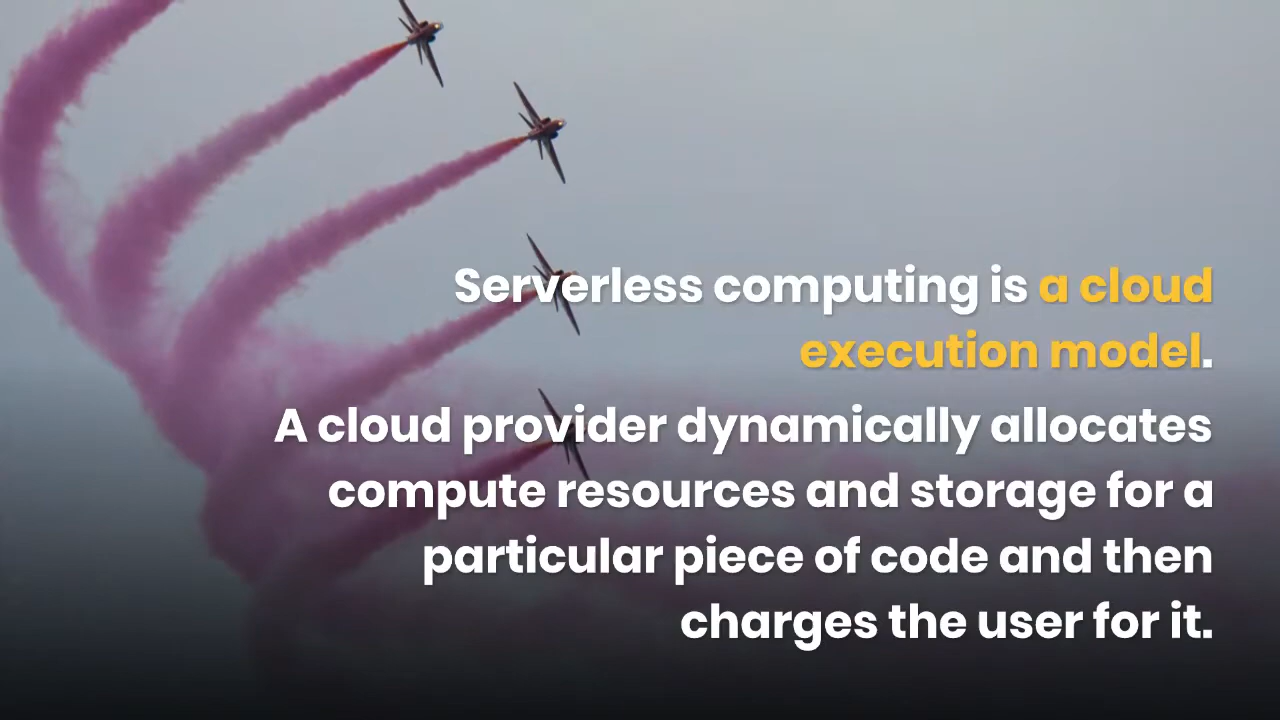 Serverless computing is a cloud
execution model.
A cloud provider dynamically allocates
compute resources and storage for a
particular piece of code and then
charges the user for it.